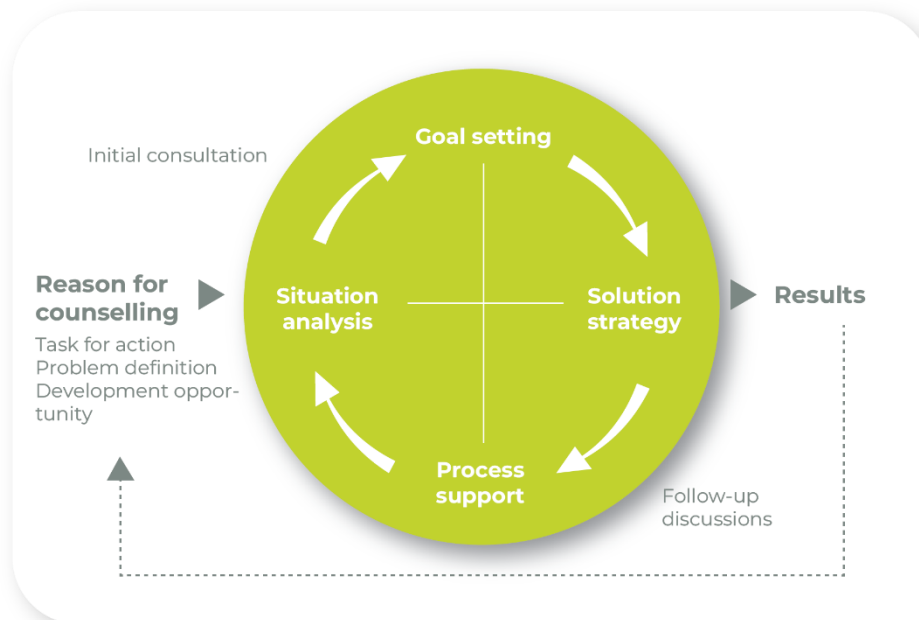 Goal setting
Initial consultation
Reason for
counselling
Task for action
Problem definition
Development oppor-
tunity
Situation
analysis
Solution
strategy
Results
Process
support
Follow-up
discussions